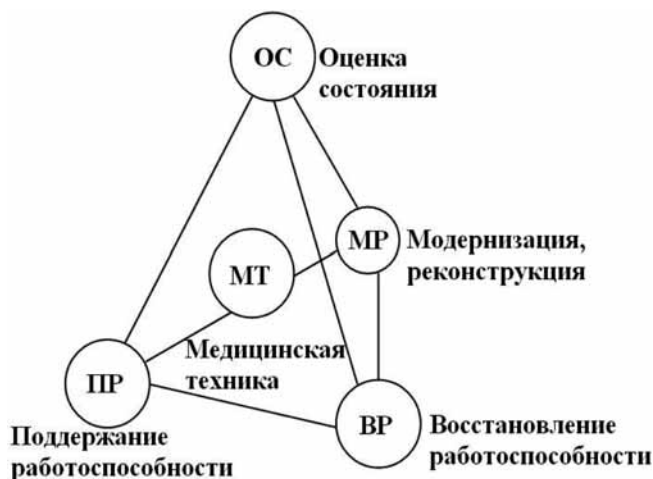 ОС
Оценка
состояния
МР
Модернизация,
реконструкция
МТ
Медицинская
техника
ПР
Поддержание
работоспособности
ВР
Восстановление
работоспособности